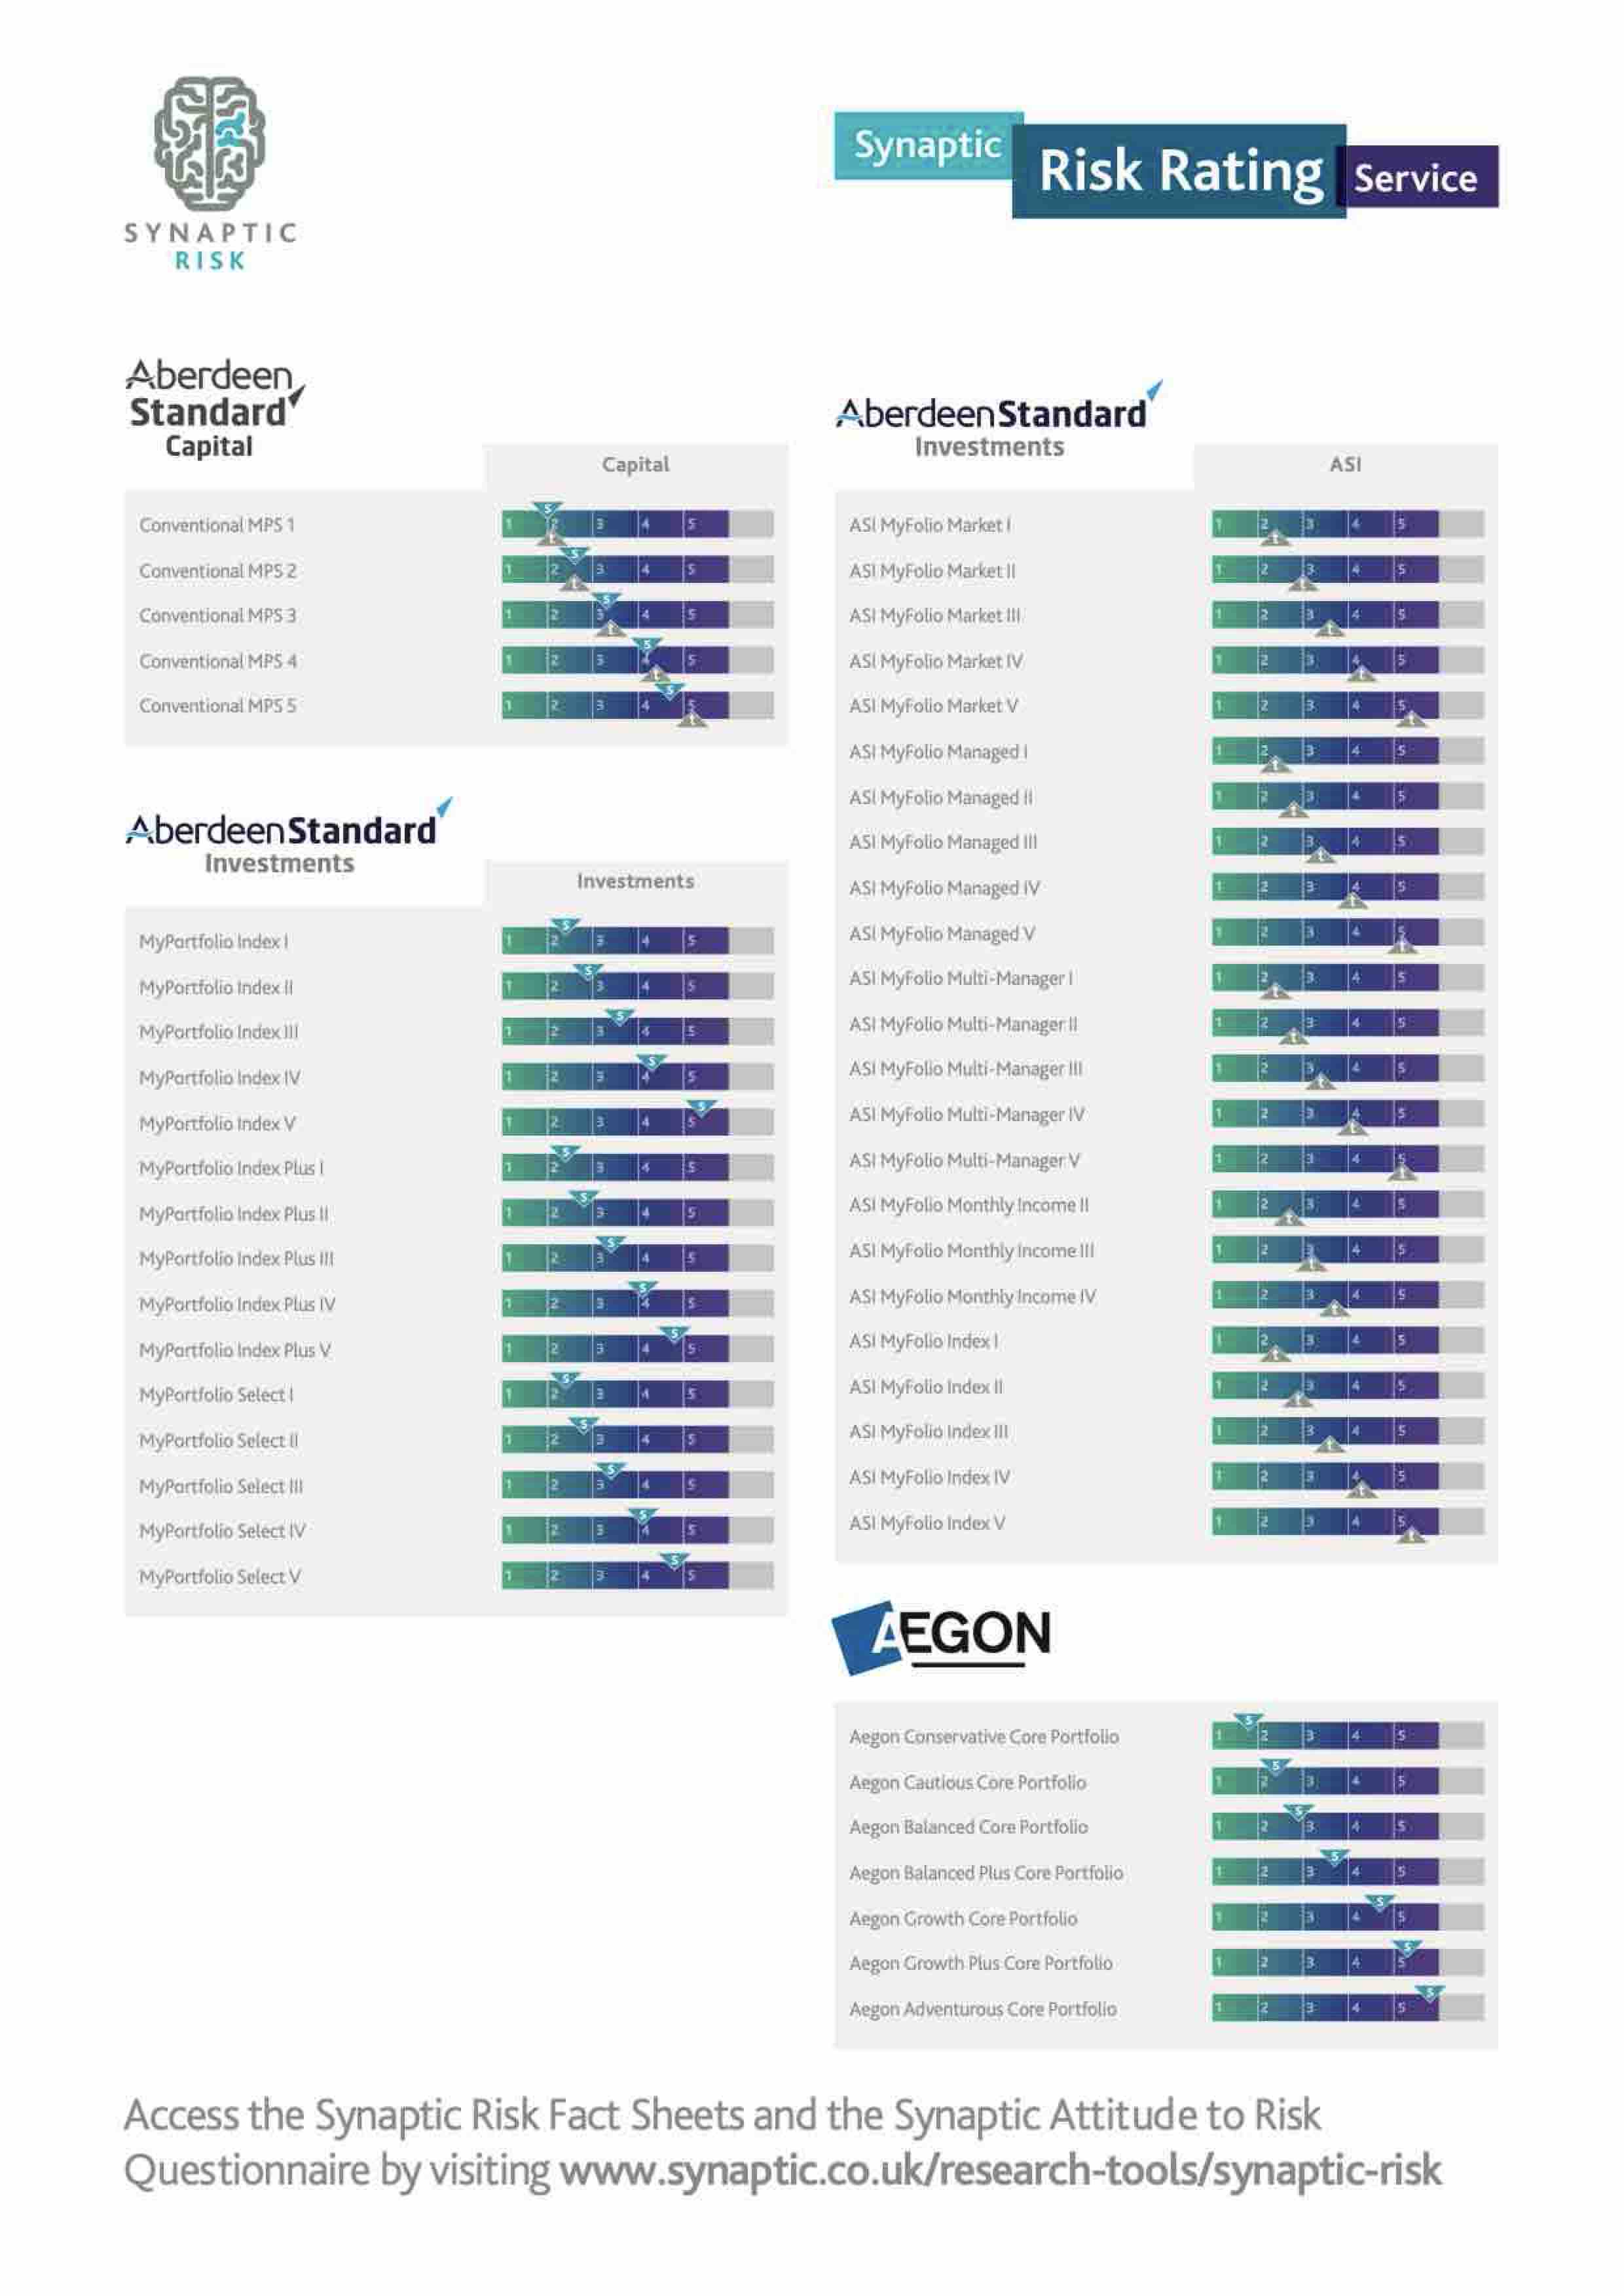 SYNAPTIC
RISK
Synaptic Risk Rating Service
Aberdeen
Standard
Capital
Capital
Conventional MPS 1
1 2 3 4 5
s
t
Conventional MPS 2
1 2 3 4 5
s
t
Conventional MPS 3
1 2 3 4 5
s
t
Conventional MPS 4
1 2 3 4 5
s
t
Conventional MPS 5
1 2 3 4 5
s
t
Aberdeen Standard
Investments
Investments
MyPortfolio Index I
1 2 3 4 5
s
MyPortfolio Index II
1 2 3 4 5
s
MyPortfolio Index III
1 2 3 4 5
s
MyPortfolio Index IV
1 2 3 4 5
s
MyPortfolio Index V
1 2 3 4 5
s
MyPortfolio Index Plus I
1 2 3 4 5
s
MyPortfolio Index Plus II
1 2 3 4 5
s
MyPortfolio Index Plus III
1 2 3 4 5
s
MyPortfolio Index Plus IV
1 2 3 4 5
s
MyPortfolio Index Plus V
1 2 3 4 5
s
MyPortfolio Select I
1 2 3 4 5
s
MyPortfolio Select II
1 2 3 4 5
s
MyPortfolio Select III
1 2 3 4 5
s
MyPortfolio Select IV
1 2 3 4 5
s
MyPortfolio Select V
1 2 3 4 5
s
Aberdeen Standard
Investments
ASI
ASI MyFolio Market I
1 2 3 4 5
t
ASI MyFolio Market II
1 2 3 4 5
t
ASI MyFolio Market III
1 2 3 4 5
t
ASI MyFolio Market IV
1 2 3 4 5
t
ASI MyFolio Market V
1 2 3 4 5
t
ASI MyFolio Managed I
1 2 3 4 5
t
ASI MyFolio Managed II
1 2 3 4 5
t
ASI MyFolio Managed III
1 2 3 4 5
t
ASI MyFolio Managed IV
1 2 3 4 5
t
ASI MyFolio Managed V
1 2 3 4 5
t
ASI MyFolio Multi-Manager I
1 2 3 4 5
t
ASI MyFolio Multi-Manager II
1 2 3 4 5
t
ASI MyFolio Multi-Manager III
1 2 3 4 5
t
ASI MyFolio Multi-Manager IV
1 2 3 4 5
t
ASI MyFolio Multi-Manager V
1 2 3 4 5
t
ASI MyFolio Monthly Income II
1 2 3 4 5
t
ASI MyFolio Monthly Income III
1 2 3 4 5
t
ASI MyFolio Monthly Income IV
1 2 3 4 5
t
ASI MyFolio Index I
1 2 3 4 5
t
ASI MyFolio Index II
1 2 3 4 5
t
ASI MyFolio Index III
1 2 3 4 5
t
ASI MyFolio Index IV
1 2 3 4 5
t
ASI MyFolio Index V
1 2 3 4 5
t
AEGON
Aegon Conservative Core Portfolio
1 2 3 4 5
s
Aegon Cautious Core Portfolio
1 2 3 4 5
s
Aegon Balanced Core Portfolio
1 2 3 4 5
s
Aegon Balanced Plus Core Portfolio
1 2 3 4 5
s
Aegon Growth Core Portfolio
1 2 3 4 5
s
Aegon Growth Plus Core Portfolio
1 2 3 4 5
s
Aegon Adventurous Core Portfolio
1 2 3 4 5
s
Access the Synaptic Risk Fact Sheets and the Synaptic Attitude to Risk
Questionnaire by visiting www.synaptic.co.uk/research-tools/synaptic-risk